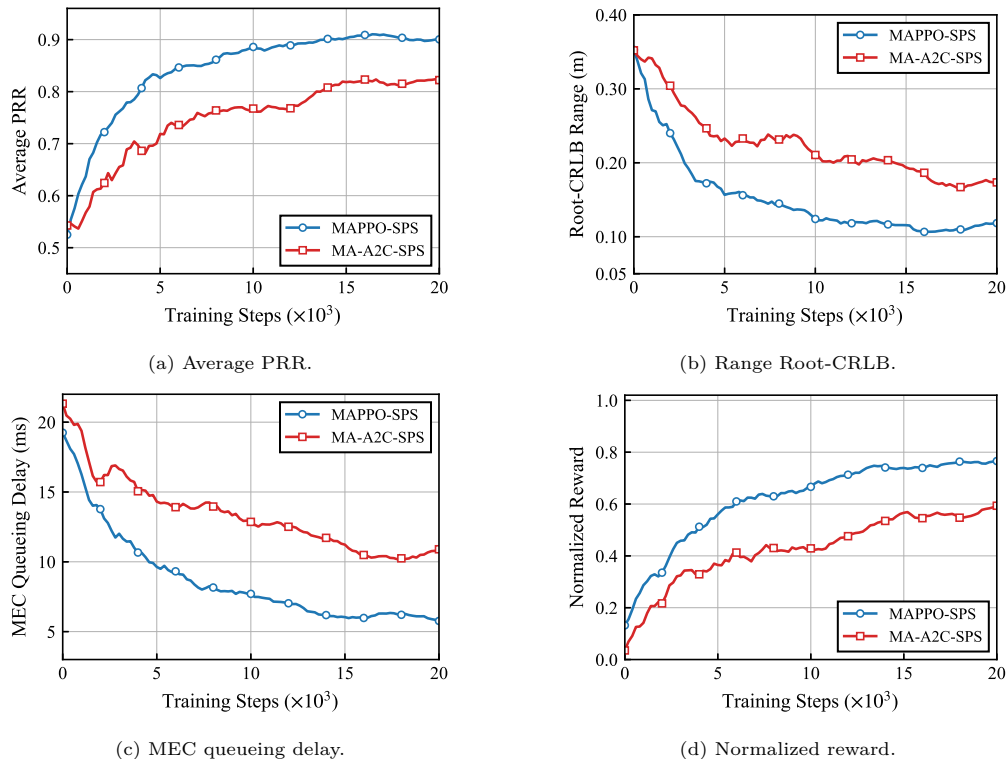 Average PRR
0.9
0.8
0.7
0.6
0.5
MAPPO-SPS
MA-A2C-SPS
0 5 10 15 20
Training Steps (×10³)
(a) Average PRR.
Root-CRLB Range (m)
0.40
0.30
0.20
0.10
0.05
MAPPO-SPS
MA-A2C-SPS
0 5 10 15 20
Training Steps (×10³)
(b) Range Root-CRLB.
MEC Queueing Delay (ms)
20
15
10
5
MAPPO-SPS
MA-A2C-SPS
0 5 10 15 20
Training Steps (×10³)
(c) MEC queueing delay.
Normalized Reward
1.0
0.8
0.6
0.4
0.2
0.0
MAPPO-SPS
MA-A2C-SPS
0 5 10 15 20
Training Steps (×10³)
(d) Normalized reward.